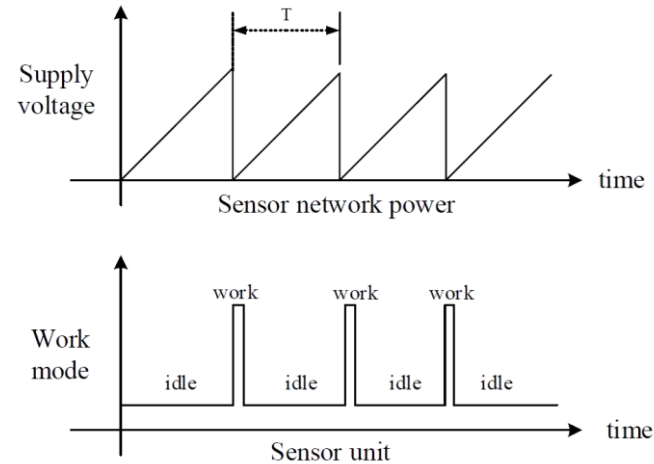 T
Supply
voltage
time
Sensor network power
work work work
Work
mode
idle idle idle idle
time
Sensor unit